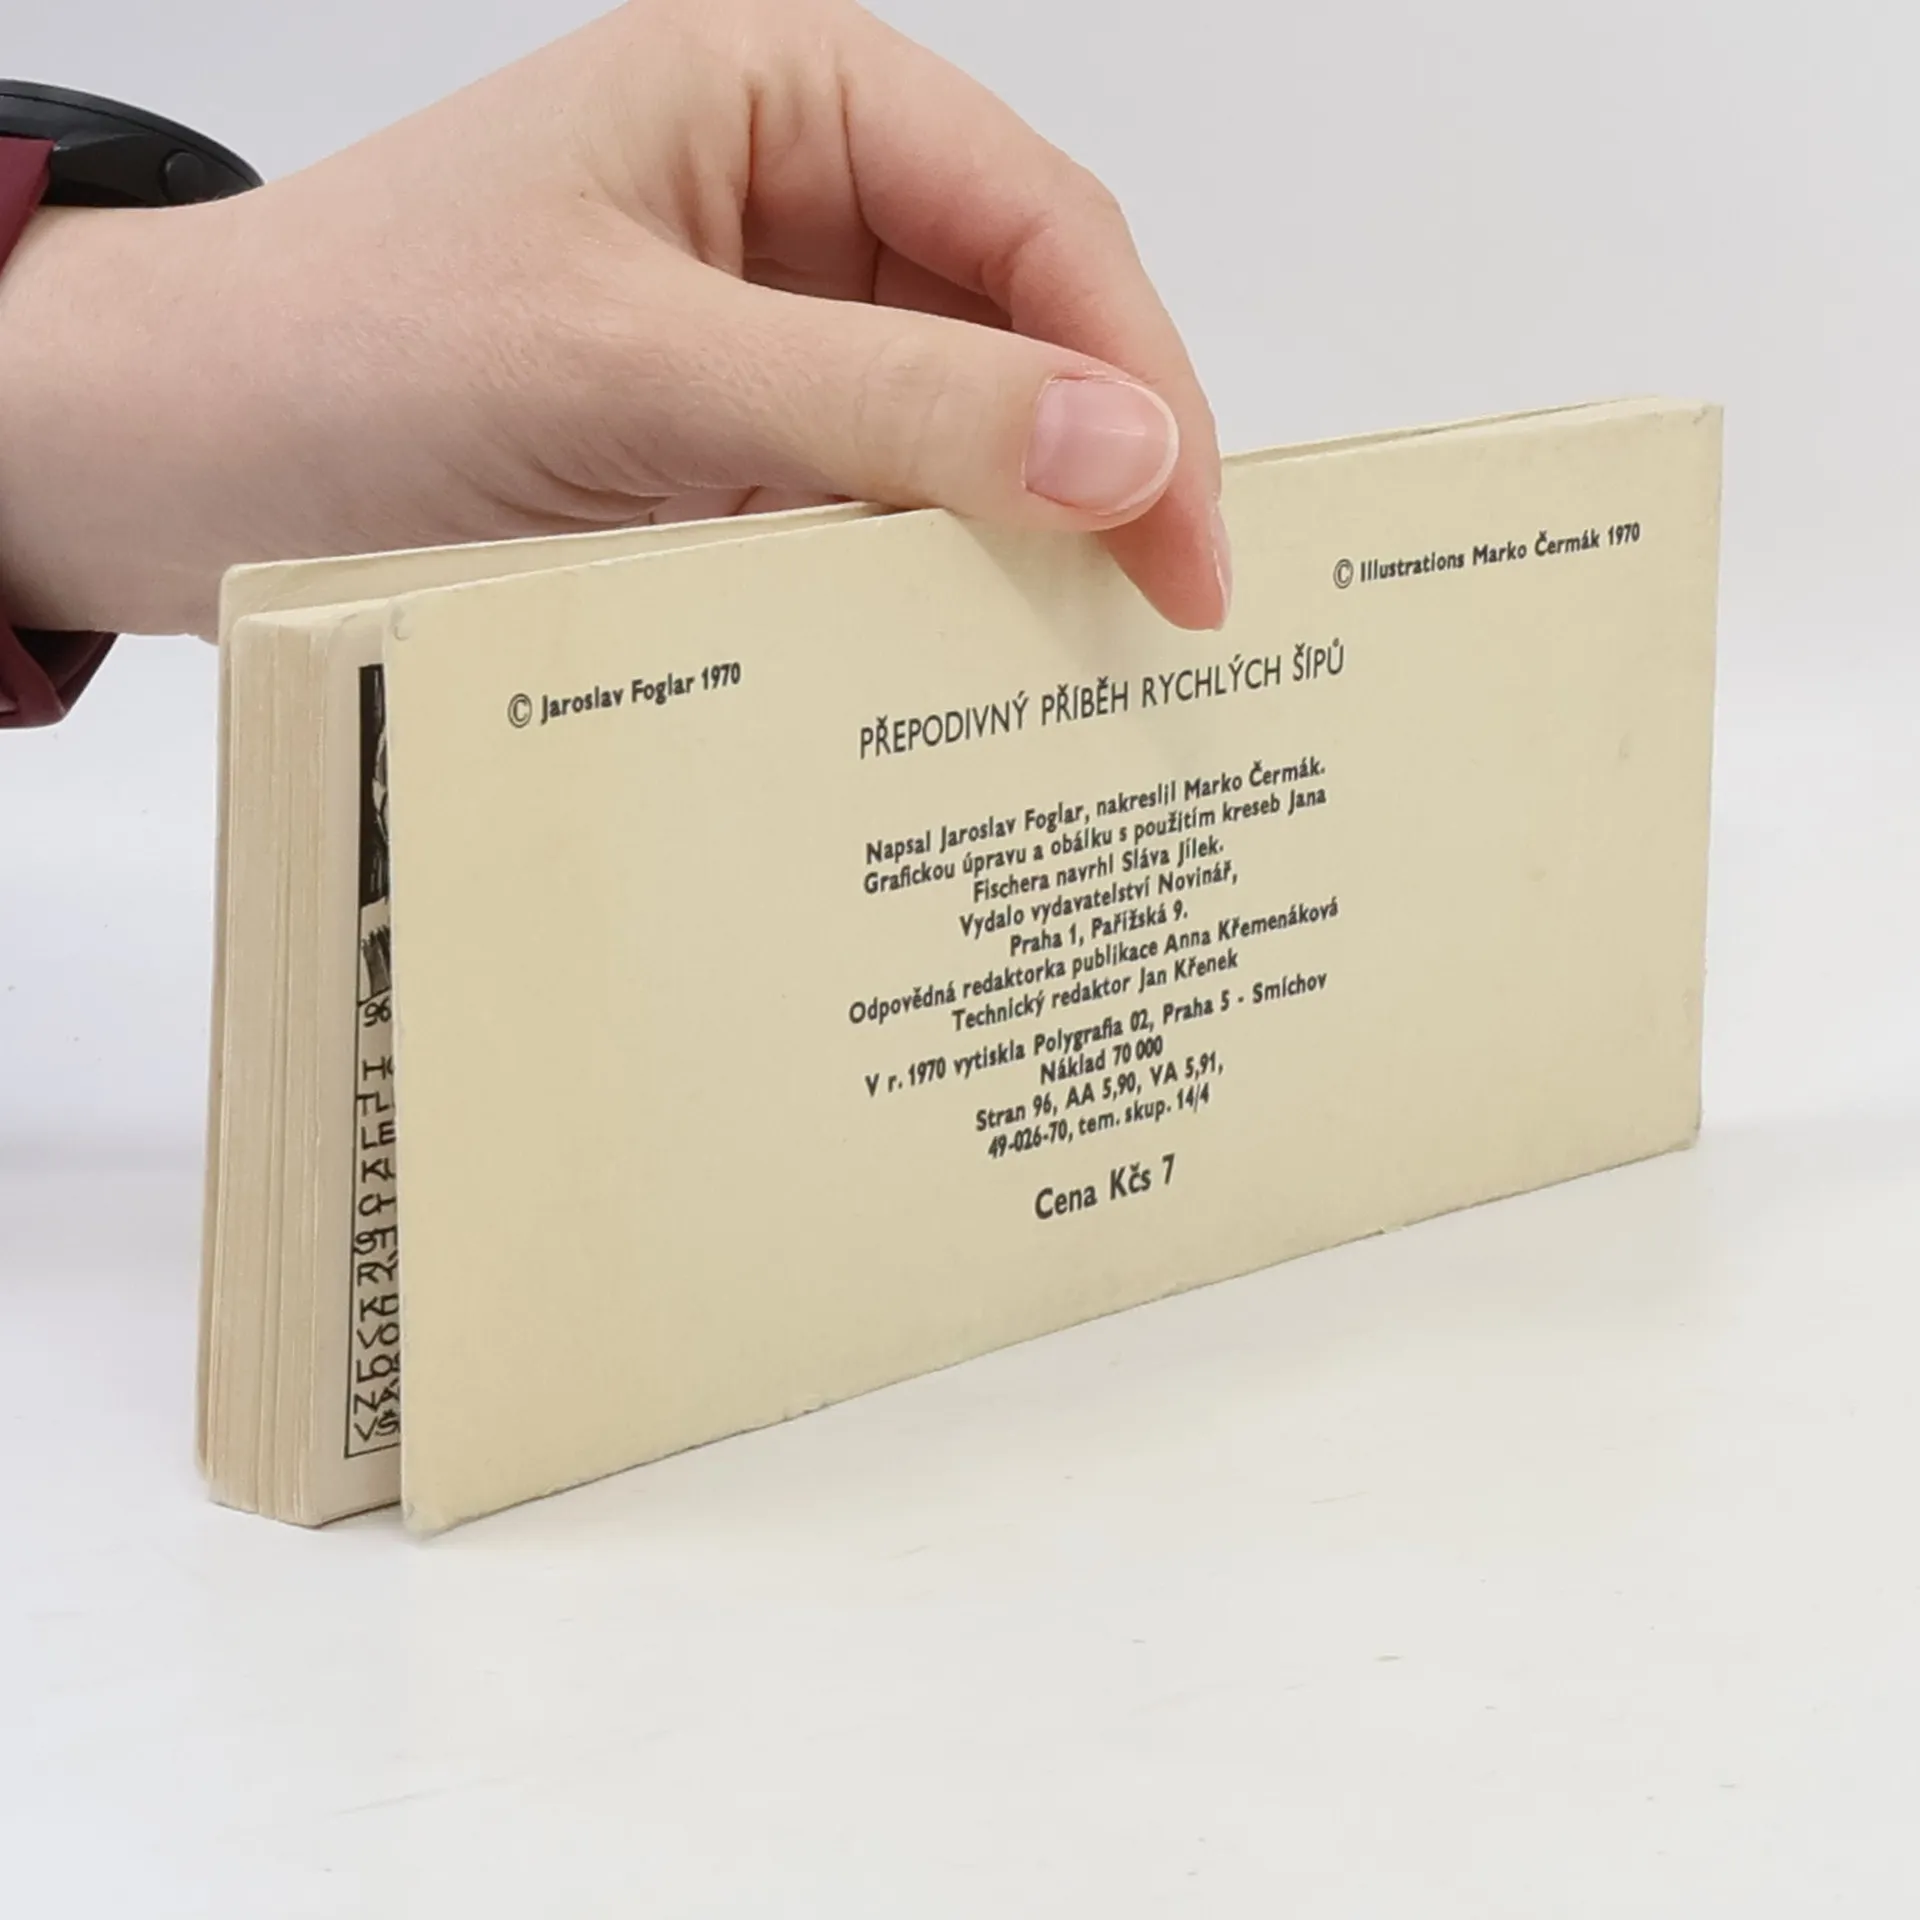 © Jaroslav Foglar 1970
© Illustrations Marko Čermák 1970
PŘEPODIVNÝ PŘÍBĚH RYCHLÝCH ŠÍPŮ
Napsal Jaroslav Foglar, nakreslil Marko Čermák.
Grafickou úpravu a obálku s použitím kreseb Jana
Fischera navrhl Sláva Jílek.
Vydalo vydavatelství Novinář,
Praha 1, Pařížská 9.
Odpovědná redaktorka publikace Anna Křemenáková
Technický redaktor Jan Křenek
V r. 1970 vytiskla Polygrafia 02, Praha 5 - Smíchov
Náklad 70 000
Stran 96, AA 5,90, VA 5,91,
49-026-70, tem. skup. 14/4
Cena Kčs 7
96